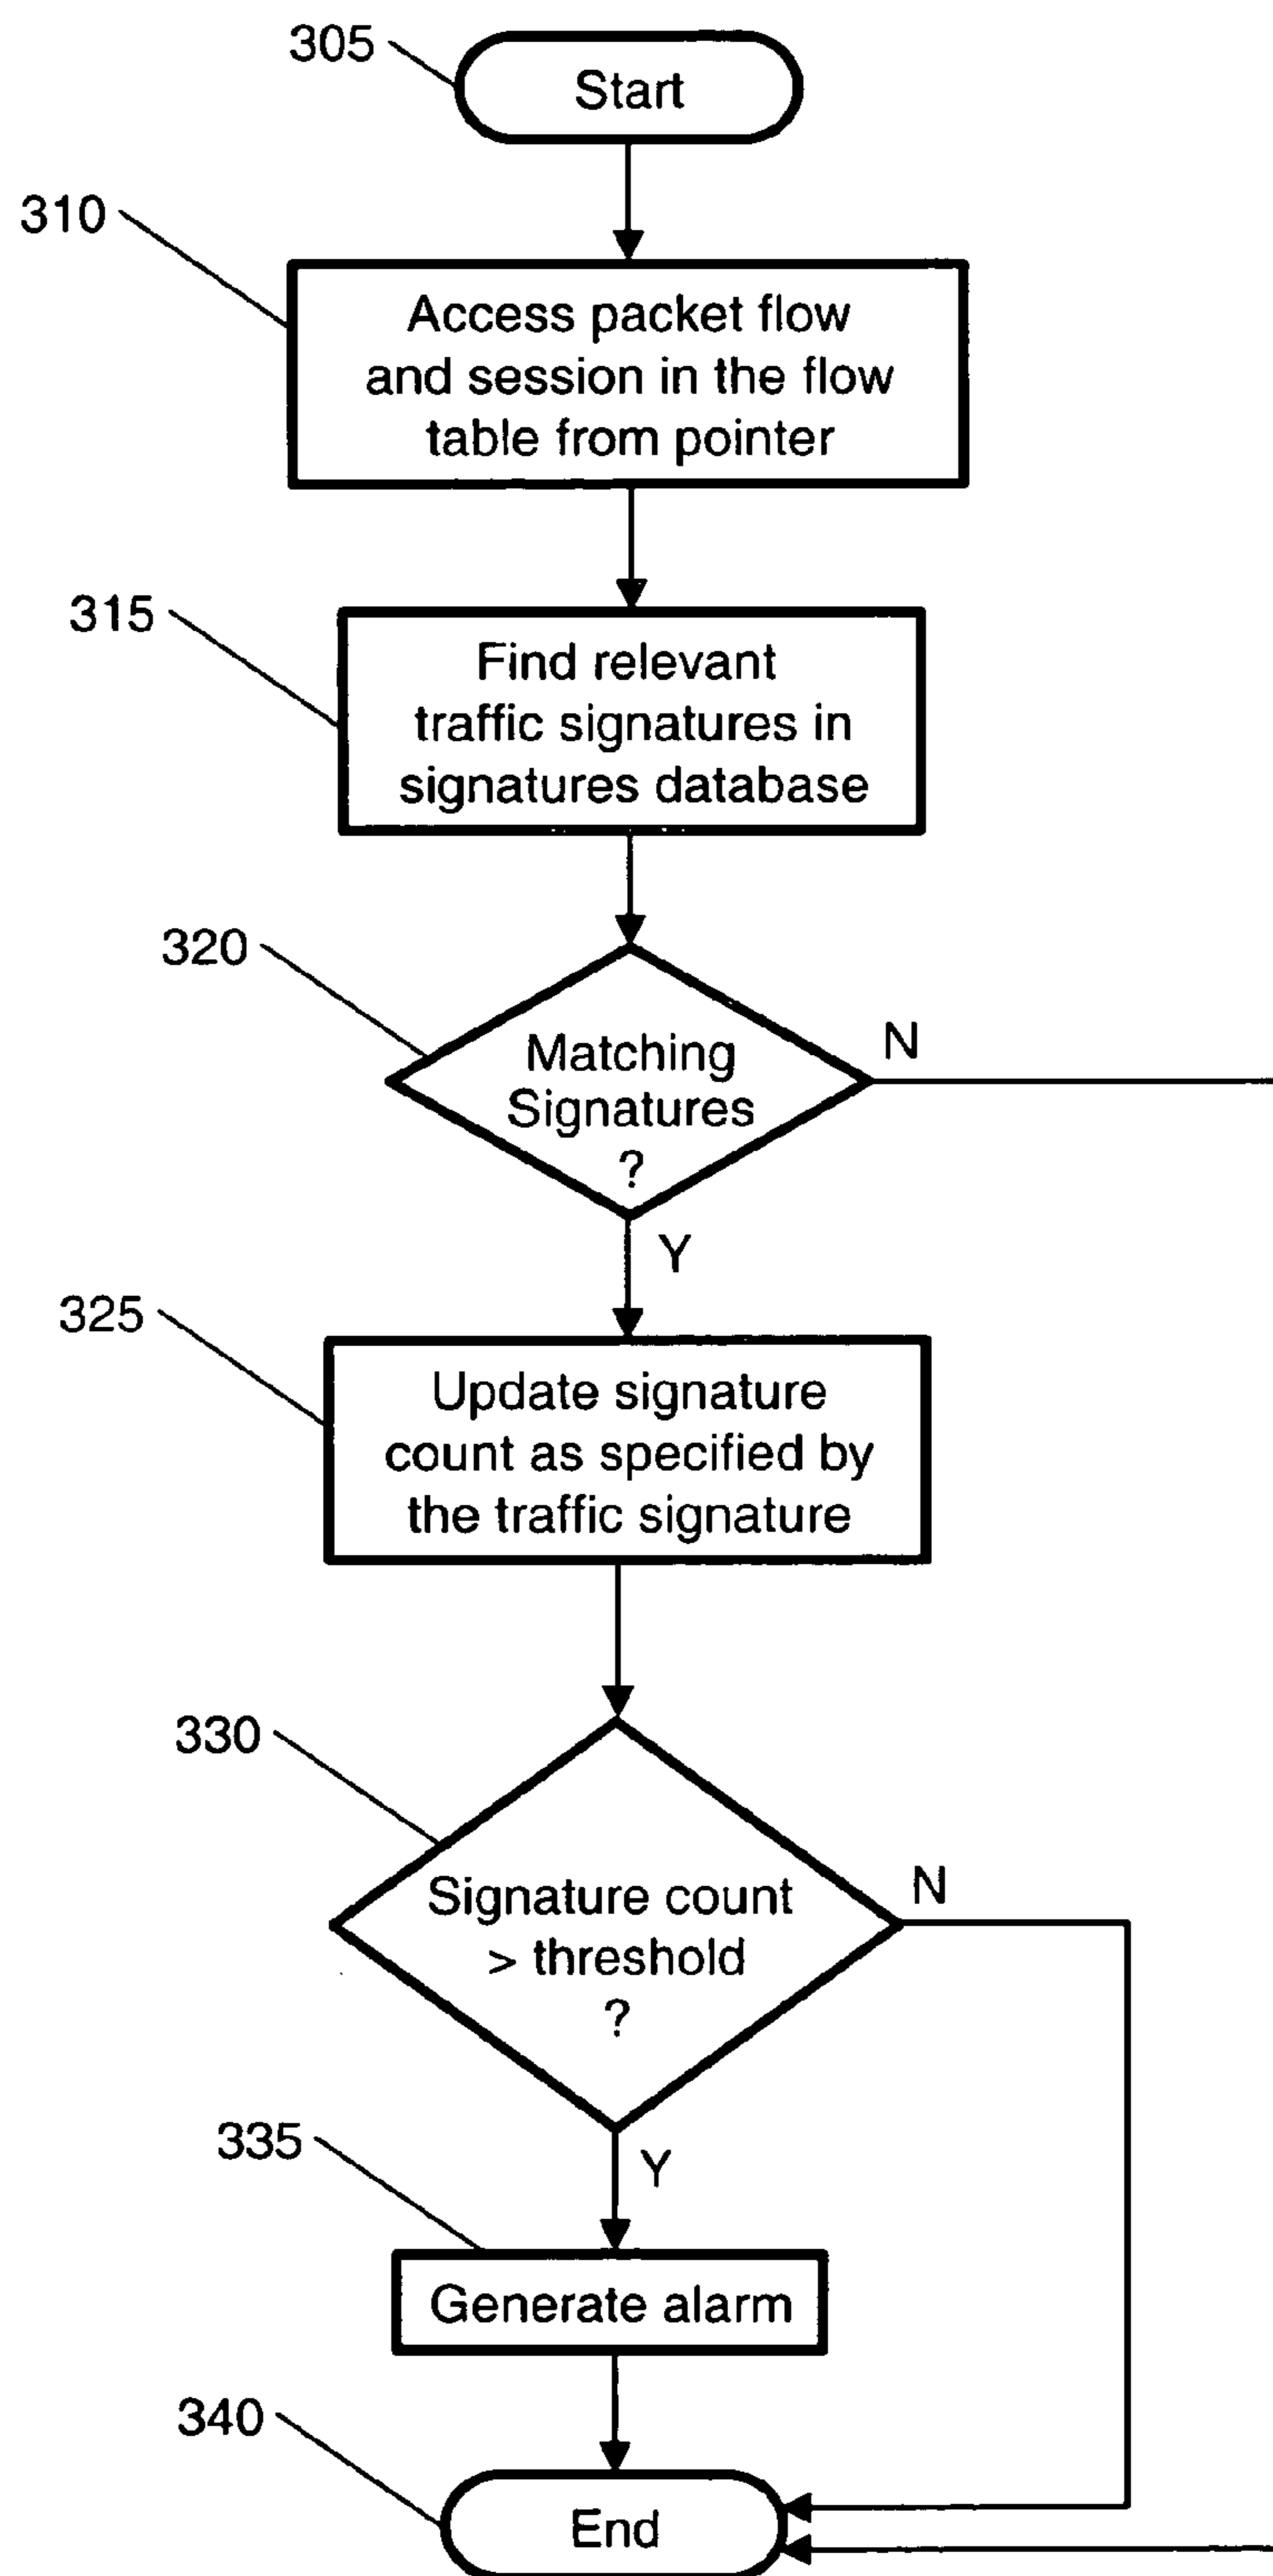 305
Start
310
Access packet flow
and session in the flow
table from pointer
315
Find relevant
traffic signatures in
signatures database
320
Matching
Signatures
?
N
Y
325
Update signature
count as specified by
the traffic signature
330
Signature count
> threshold
?
N
Y
335
Generate alarm
340
End